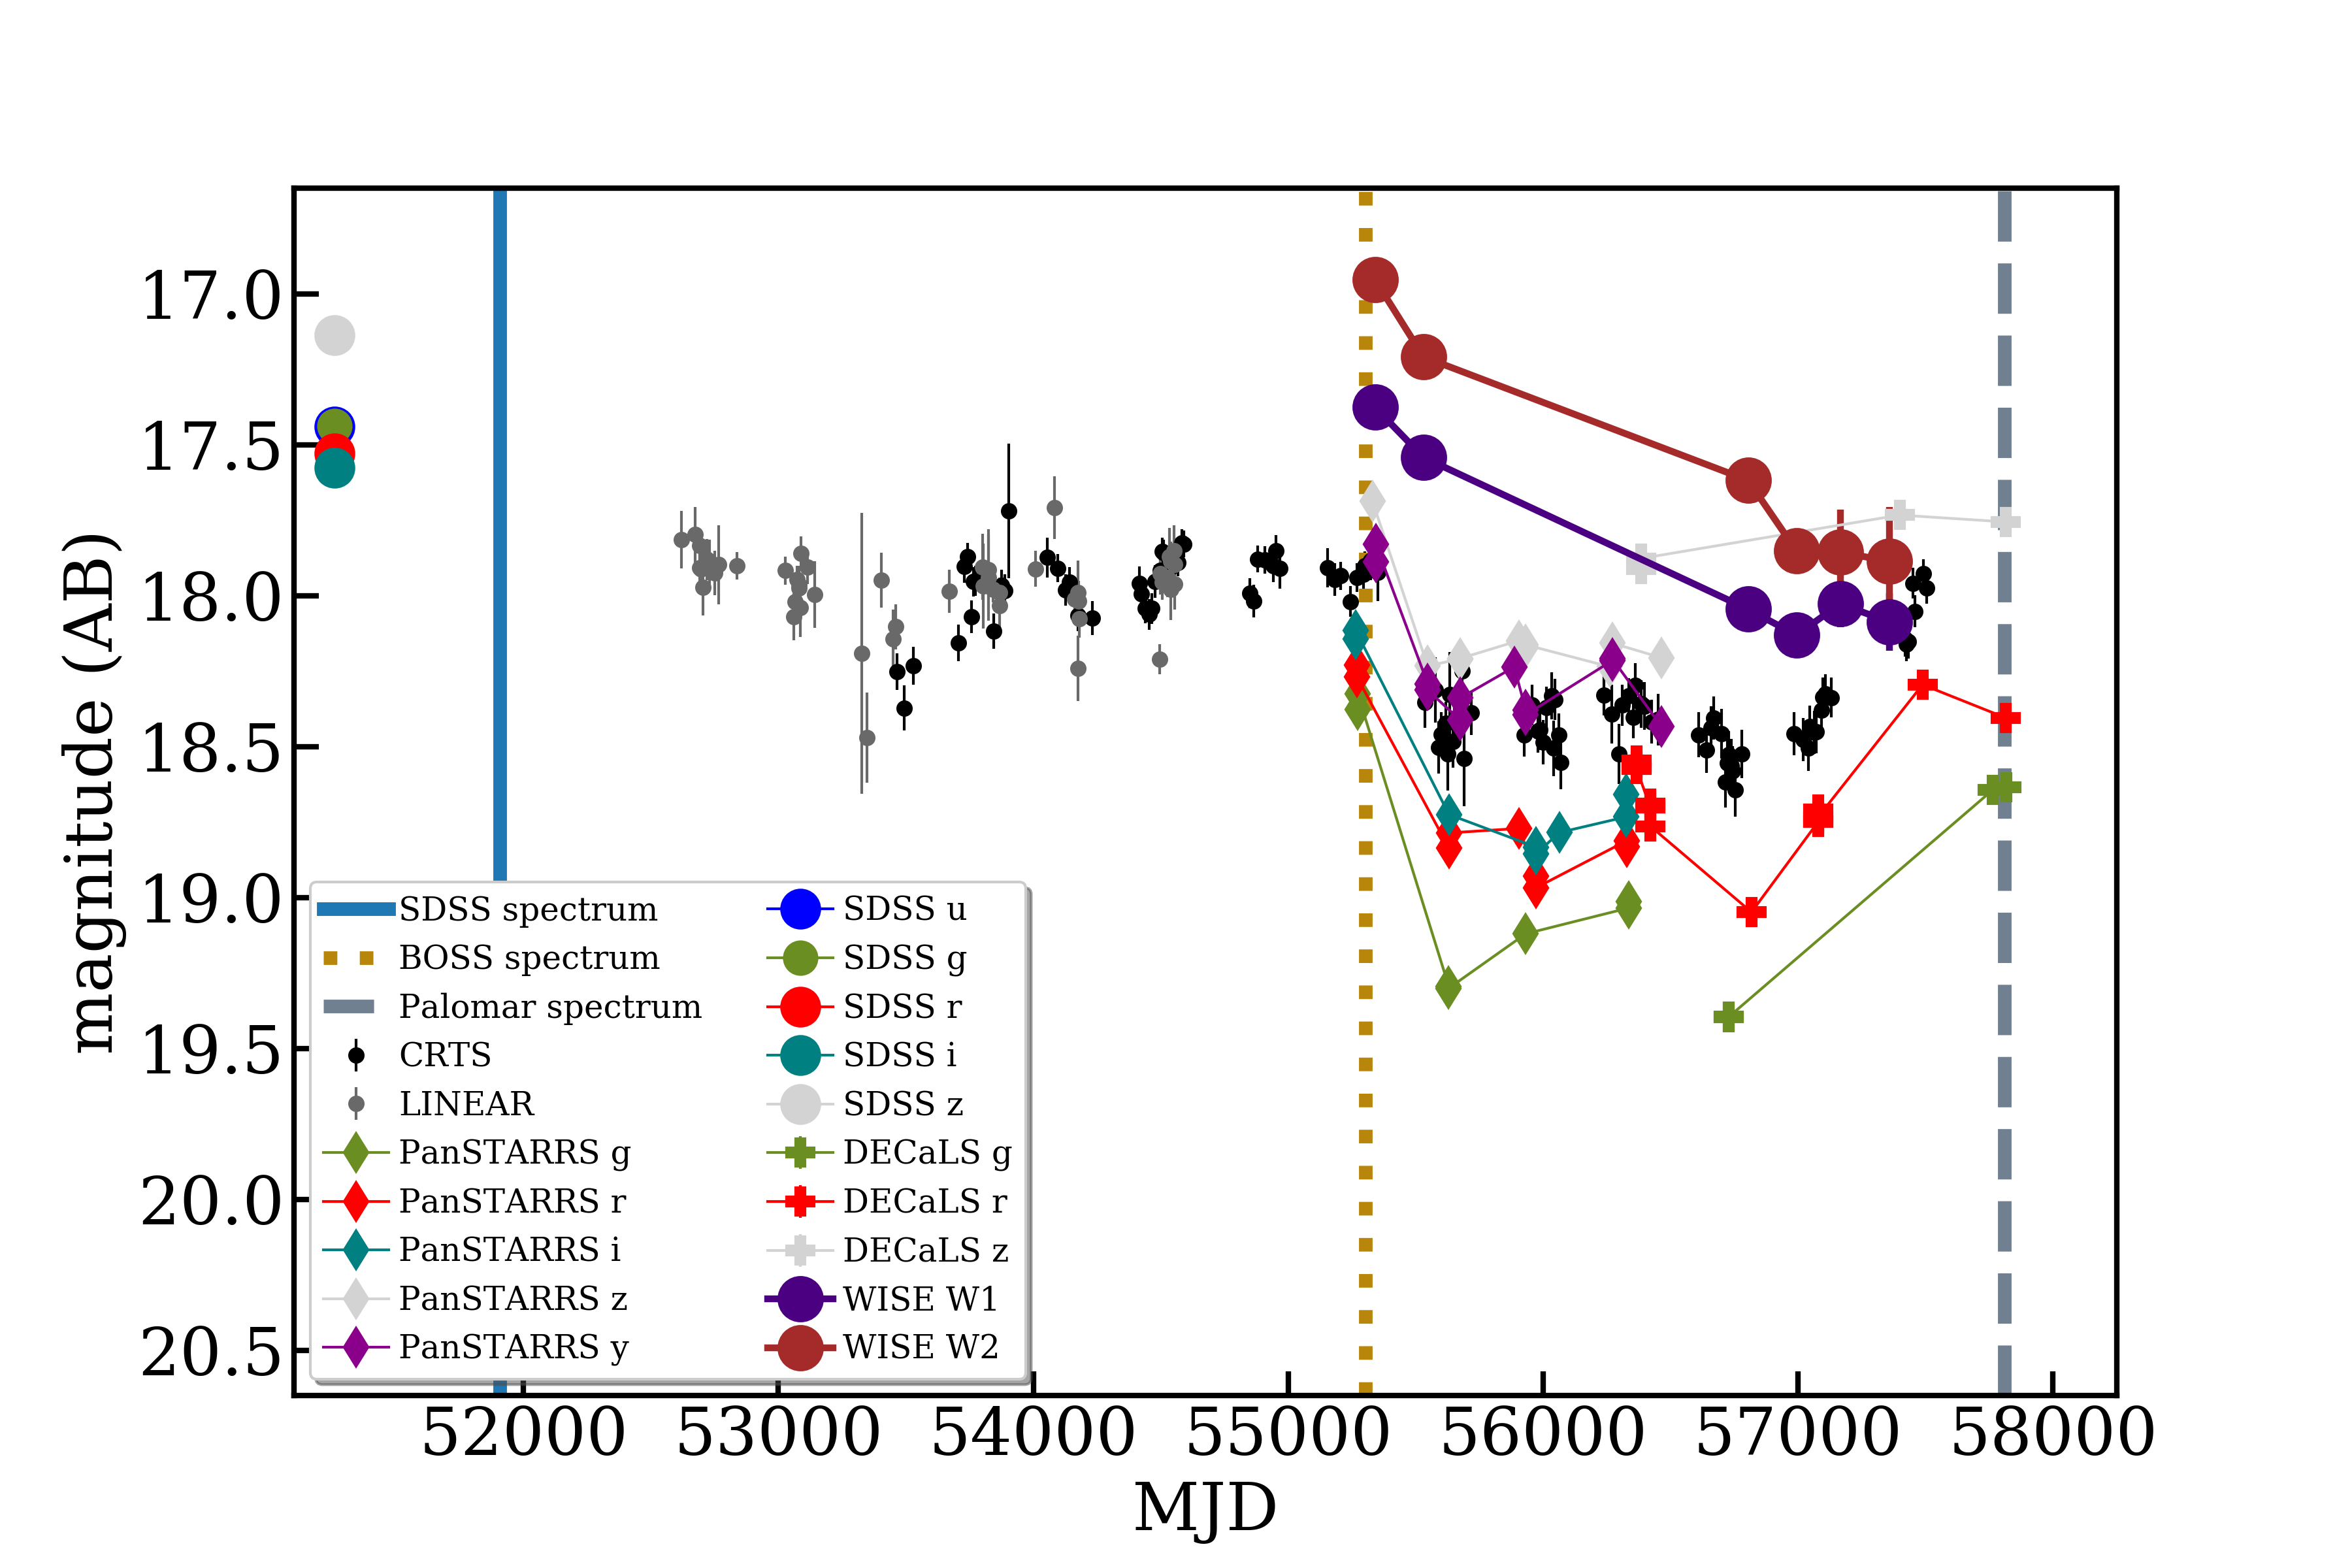 17.0
17.5
18.0
18.5
19.0
19.5
20.0
20.5
magnitude (AB)
SDSS spectrum
BOSS spectrum
Palomar spectrum
CRTS
LINEAR
PanSTARRS g
PanSTARRS r
PanSTARRS i
PanSTARRS z
PanSTARRS y
SDSS u
SDSS g
SDSS r
SDSS i
SDSS z
DECaLS g
DECaLS r
DECaLS z
WISE W1
WISE W2
52000 53000 54000 55000 56000 57000 58000
MJD